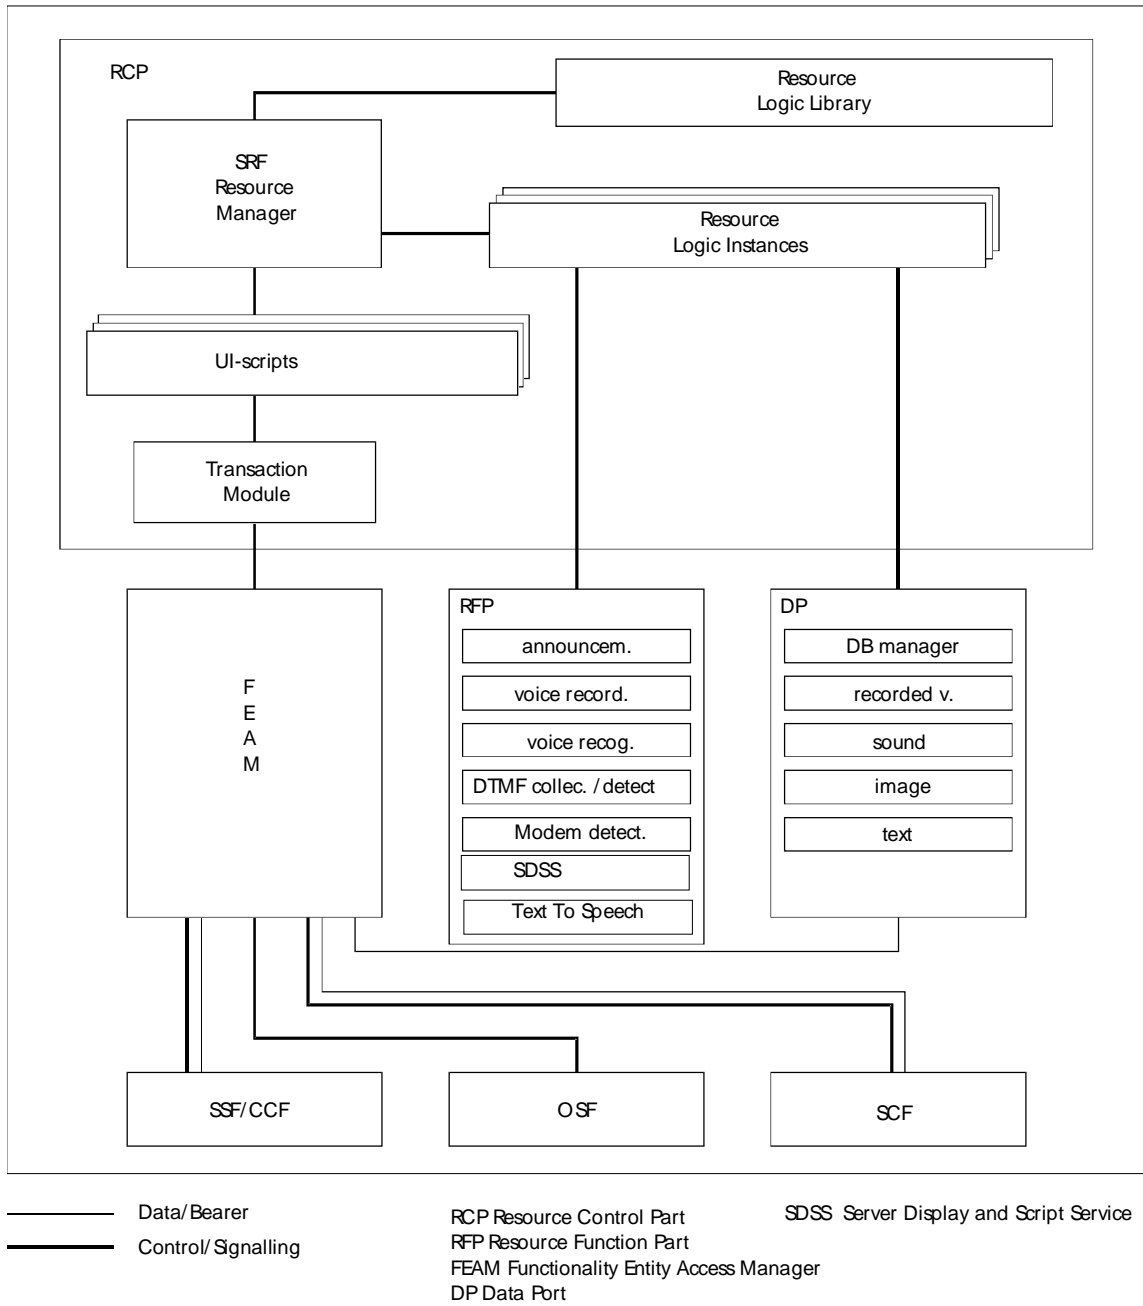 RCP
Resource
Logic Library
SRF
Resource
Manager
Resource
Logic Instances
UI-scripts
Transaction
Module
F
E
A
M
RFP
announcem.
voice record.
voice recog.
DTMF collec. / detect
Modem detect.
SDSS
Text To Speech
DP
DB manager
recorded v.
sound
image
text
SSF/CCF
OSF
SCF
Data/Bearer
Control/Signalling
RCP Resource Control Part
RFP Resource Function Part
FEAM Functionality Entity Access Manager
DP Data Port
SDSS Server Display and Script Service